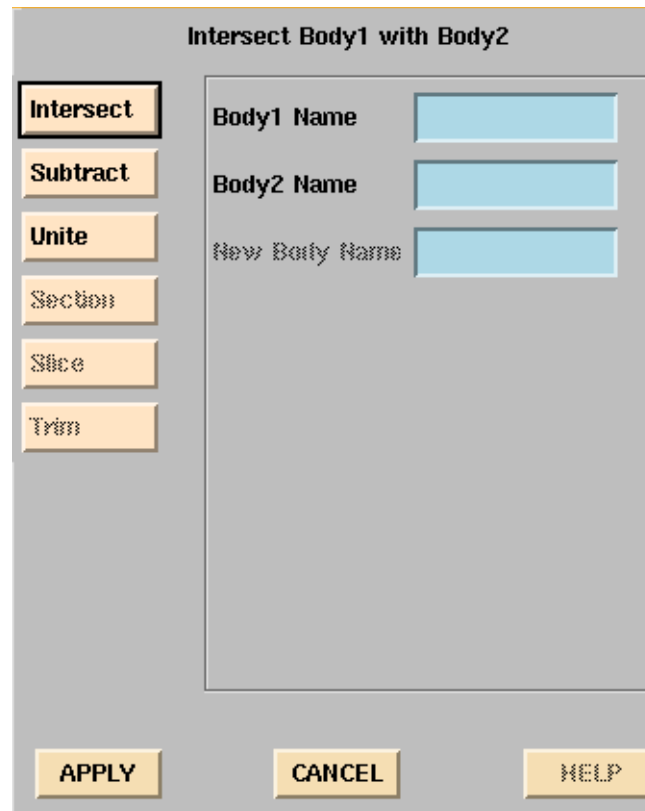 Intersect Body1 with Body2
Intersect
Subtract
Unite
Section
Slice
Trim
Body1 Name
Body2 Name
New Body Name
APPLY
CANCEL
HELP